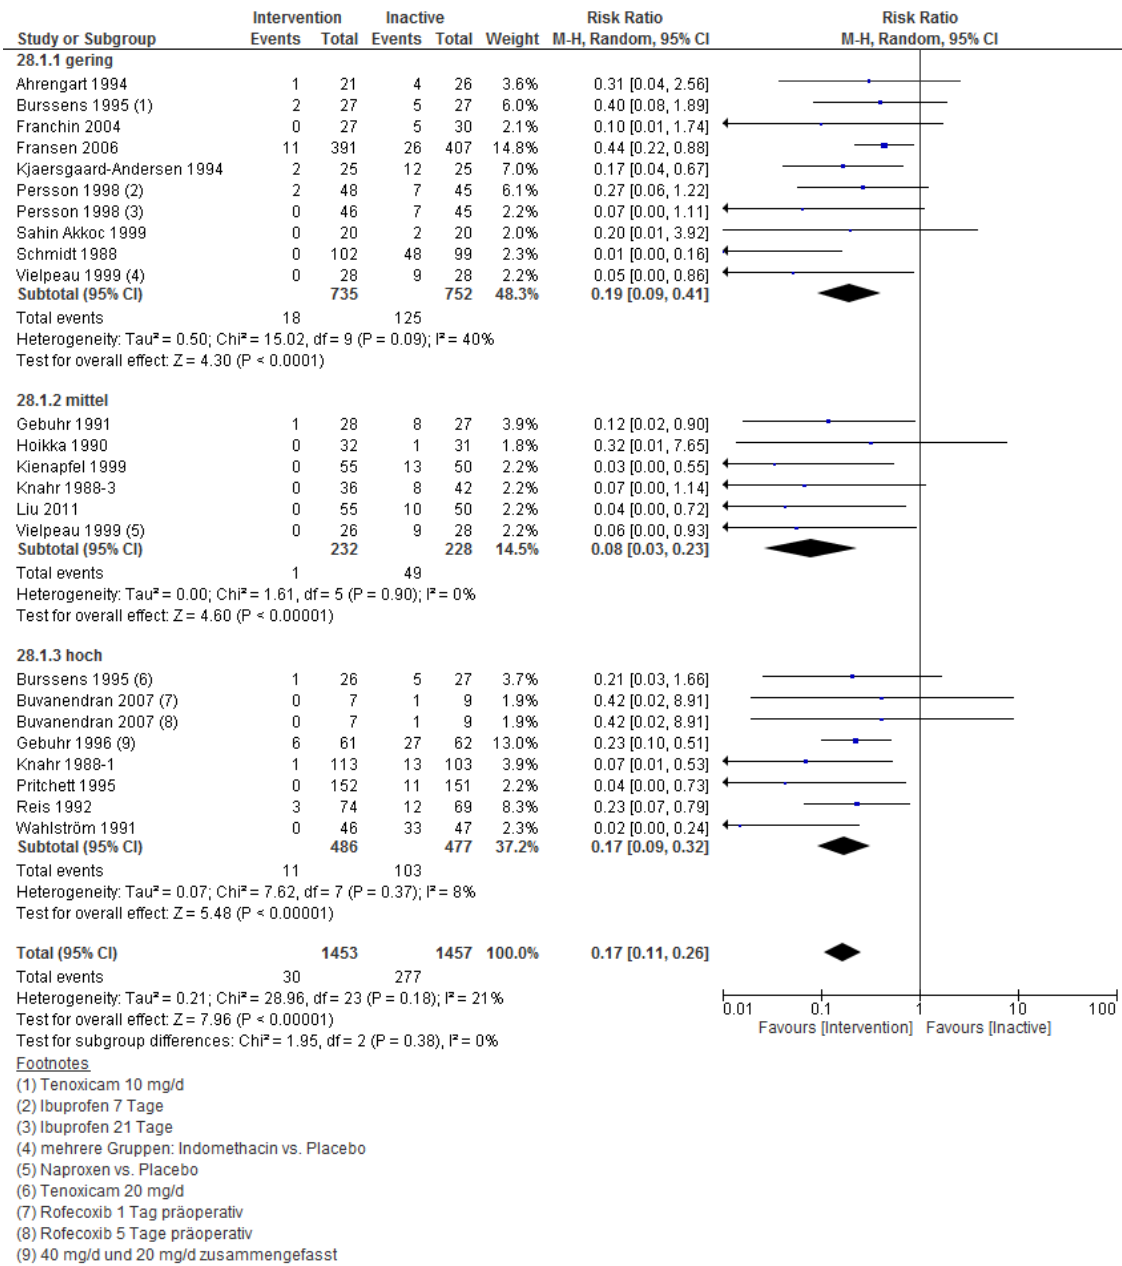 Intervention Inactive Risk Ratio Risk Ratio
Study or Subgroup Events Total Events Total Weight M-H, Random, 95% CI M-H, Random, 95% CI
28.1.1 gering
Ahrengart 1994 1 21 4 26 3.6% 0.31 [0.04, 2.56]
Burssens 1995 (1) 2 27 5 27 6.0% 0.40 [0.08, 1.89]
Franchin 2004 0 27 5 30 2.1% 0.10 [0.01, 1.74]
Fransen 2006 11 391 26 407 14.8% 0.44 [0.22, 0.88]
Kjaersgaard-Andersen 1994 2 25 12 25 7.0% 0.17 [0.04, 0.67]
Persson 1998 (2) 2 48 7 45 6.1% 0.27 [0.06, 1.22]
Persson 1998 (3) 0 46 7 45 2.2% 0.07 [0.00, 1.11]
Sahin Akkoc 1999 0 20 2 20 2.0% 0.20 [0.01, 3.92]
Schmidt 1988 0 102 48 99 2.3% 0.01 [0.00, 0.16]
Vielpeau 1999 (4) 0 28 9 28 2.2% 0.05 [0.00, 0.86]
Subtotal (95% CI) 735 752 48.3% 0.19 [0.09, 0.41]
Total events 18 125
Heterogeneity: Tau² = 0.50; Chi² = 15.02, df = 9 (P = 0.09); I² = 40%
Test for overall effect: Z = 4.30 (P < 0.0001)
28.1.2 mittel
Gebuhr 1991 1 28 8 27 3.9% 0.12 [0.02, 0.90]
Hoikka 1990 0 32 1 31 1.8% 0.32 [0.01, 7.65]
Kienapfel 1999 0 55 13 50 2.2% 0.03 [0.00, 0.55]
Knahr 1988-3 0 36 8 42 2.2% 0.07 [0.00, 1.14]
Liu 2011 0 55 10 50 2.2% 0.04 [0.00, 0.72]
Vielpeau 1999 (5) 0 26 9 28 2.2% 0.06 [0.00, 0.93]
Subtotal (95% CI) 232 228 14.5% 0.08 [0.03, 0.23]
Total events 1 49
Heterogeneity: Tau² = 0.00; Chi² = 1.61, df = 5 (P = 0.90); I² = 0%
Test for overall effect: Z = 4.60 (P < 0.00001)
28.1.3 hoch
Burssens 1995 (6) 1 26 5 27 3.7% 0.21 [0.03, 1.66]
Buvanendran 2007 (7) 0 7 1 9 1.9% 0.42 [0.02, 8.91]
Buvanendran 2007 (8) 0 7 1 9 1.9% 0.42 [0.02, 8.91]
Gebuhr 1996 (9) 6 61 27 62 13.0% 0.23 [0.10, 0.51]
Knahr 1988-1 1 113 13 103 3.9% 0.07 [0.01, 0.53]
Pritchett 1995 0 152 11 151 2.2% 0.04 [0.00, 0.73]
Reis 1992 3 74 12 69 8.3% 0.23 [0.07, 0.79]
Wahlström 1991 0 46 33 47 2.3% 0.02 [0.00, 0.24]
Subtotal (95% CI) 486 477 37.2% 0.17 [0.09, 0.32]
Total events 11 103
Heterogeneity: Tau² = 0.07; Chi² = 7.62, df = 7 (P = 0.37); I² = 8%
Test for overall effect: Z = 5.48 (P < 0.00001)
Total (95% CI) 1453 1457 100.0% 0.17 [0.11, 0.26]
Total events 30 277
Heterogeneity: Tau² = 0.21; Chi² = 28.96, df = 23 (P = 0.18); I² = 21%
0.01 0.1 1 10 100
Test for overall effect: Z = 7.96 (P < 0.00001)
Favours [Intervention] Favours [Inactive]
Test for subgroup differences: Chi² = 1.95, df = 2 (P = 0.38), I² = 0%
Footnotes
(1) Tenoxicam 10 mg/d
(2) Ibuprofen 7 Tage
(3) Ibuprofen 21 Tage
(4) mehrere Gruppen: Indomethacin vs. Placebo
(5) Naproxen vs. Placebo
(6) Tenoxicam 20 mg/d
(7) Rofecoxib 1 Tag präoperativ
(8) Rofecoxib 5 Tage präoperativ
(9) 40 mg/d und 20 mg/d zusammengefasst